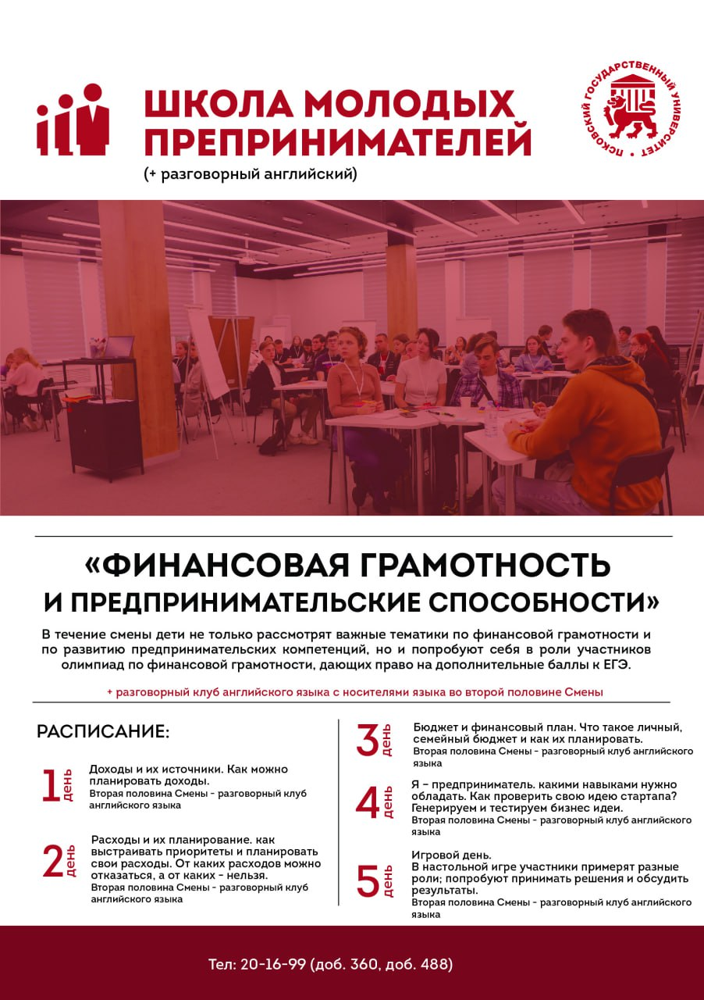 ШКОЛА МОЛОДЫХ
ПРЕПРИНИМАТЕЛЕЙ
(+ разговорный английский)
ПСКОВСКИЙ ГОСУДАРСТВЕННЫЙ УНИВЕРСИТЕТ •
«ФИНАНСОВАЯ ГРАМОТНОСТЬ
И ПРЕДПРИНИМАТЕЛЬСКИЕ СПОСОБНОСТИ»
В течение смены дети не только рассмотрят важные тематики по финансовой грамотности и
по развитию предпринимательских компетенций, но и попробуют себя в роли участников
олимпиад по финансовой грамотности, дающих право на дополнительные баллы к ЕГЭ.
+ разговорный клуб английского языка с носителями языка во второй половине Смены
РАСПИСАНИЕ:
1 день
Доходы и их источники. Как можно
планировать доходы.
Вторая половина Смены - разговорный клуб
английского языка
2 день
Расходы и их планирование. как
выстраивать приоритеты и планировать
свои расходы. От каких расходов можно
отказаться, а от каких - нельзя.
Вторая половина Смены - разговорный клуб
английского языка
3 день
Бюджет и финансовый план. Что такое личный,
семейный бюджет и как их планировать.
Вторая половина Смены - разговорный клуб английского
языка
4 день
Я – предприниматель. какими навыками нужно
обладать. Как проверить свою идею стартапа?
Генерируем и тестируем бизнес идеи.
Вторая половина Смены - разговорный клуб английского
языка
5 день
Игровой день.
В настольной игре участники примерят разные
роли; попробуют принимать решения и обсудить
результаты.
Вторая половина Смены - разговорный клуб английского
языка
Тел: 20-16-99 (доб. 360, доб. 488)